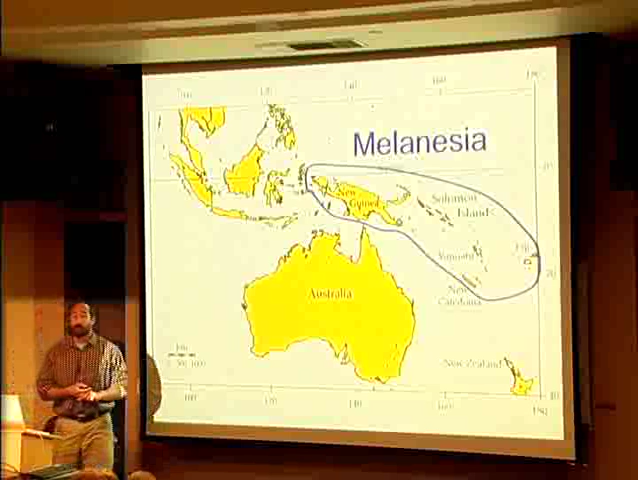 Melanesia
New
Guinea
Solomon
Island
Vanuatu
Fiji
Australia
New
Caledonia
New Zealand